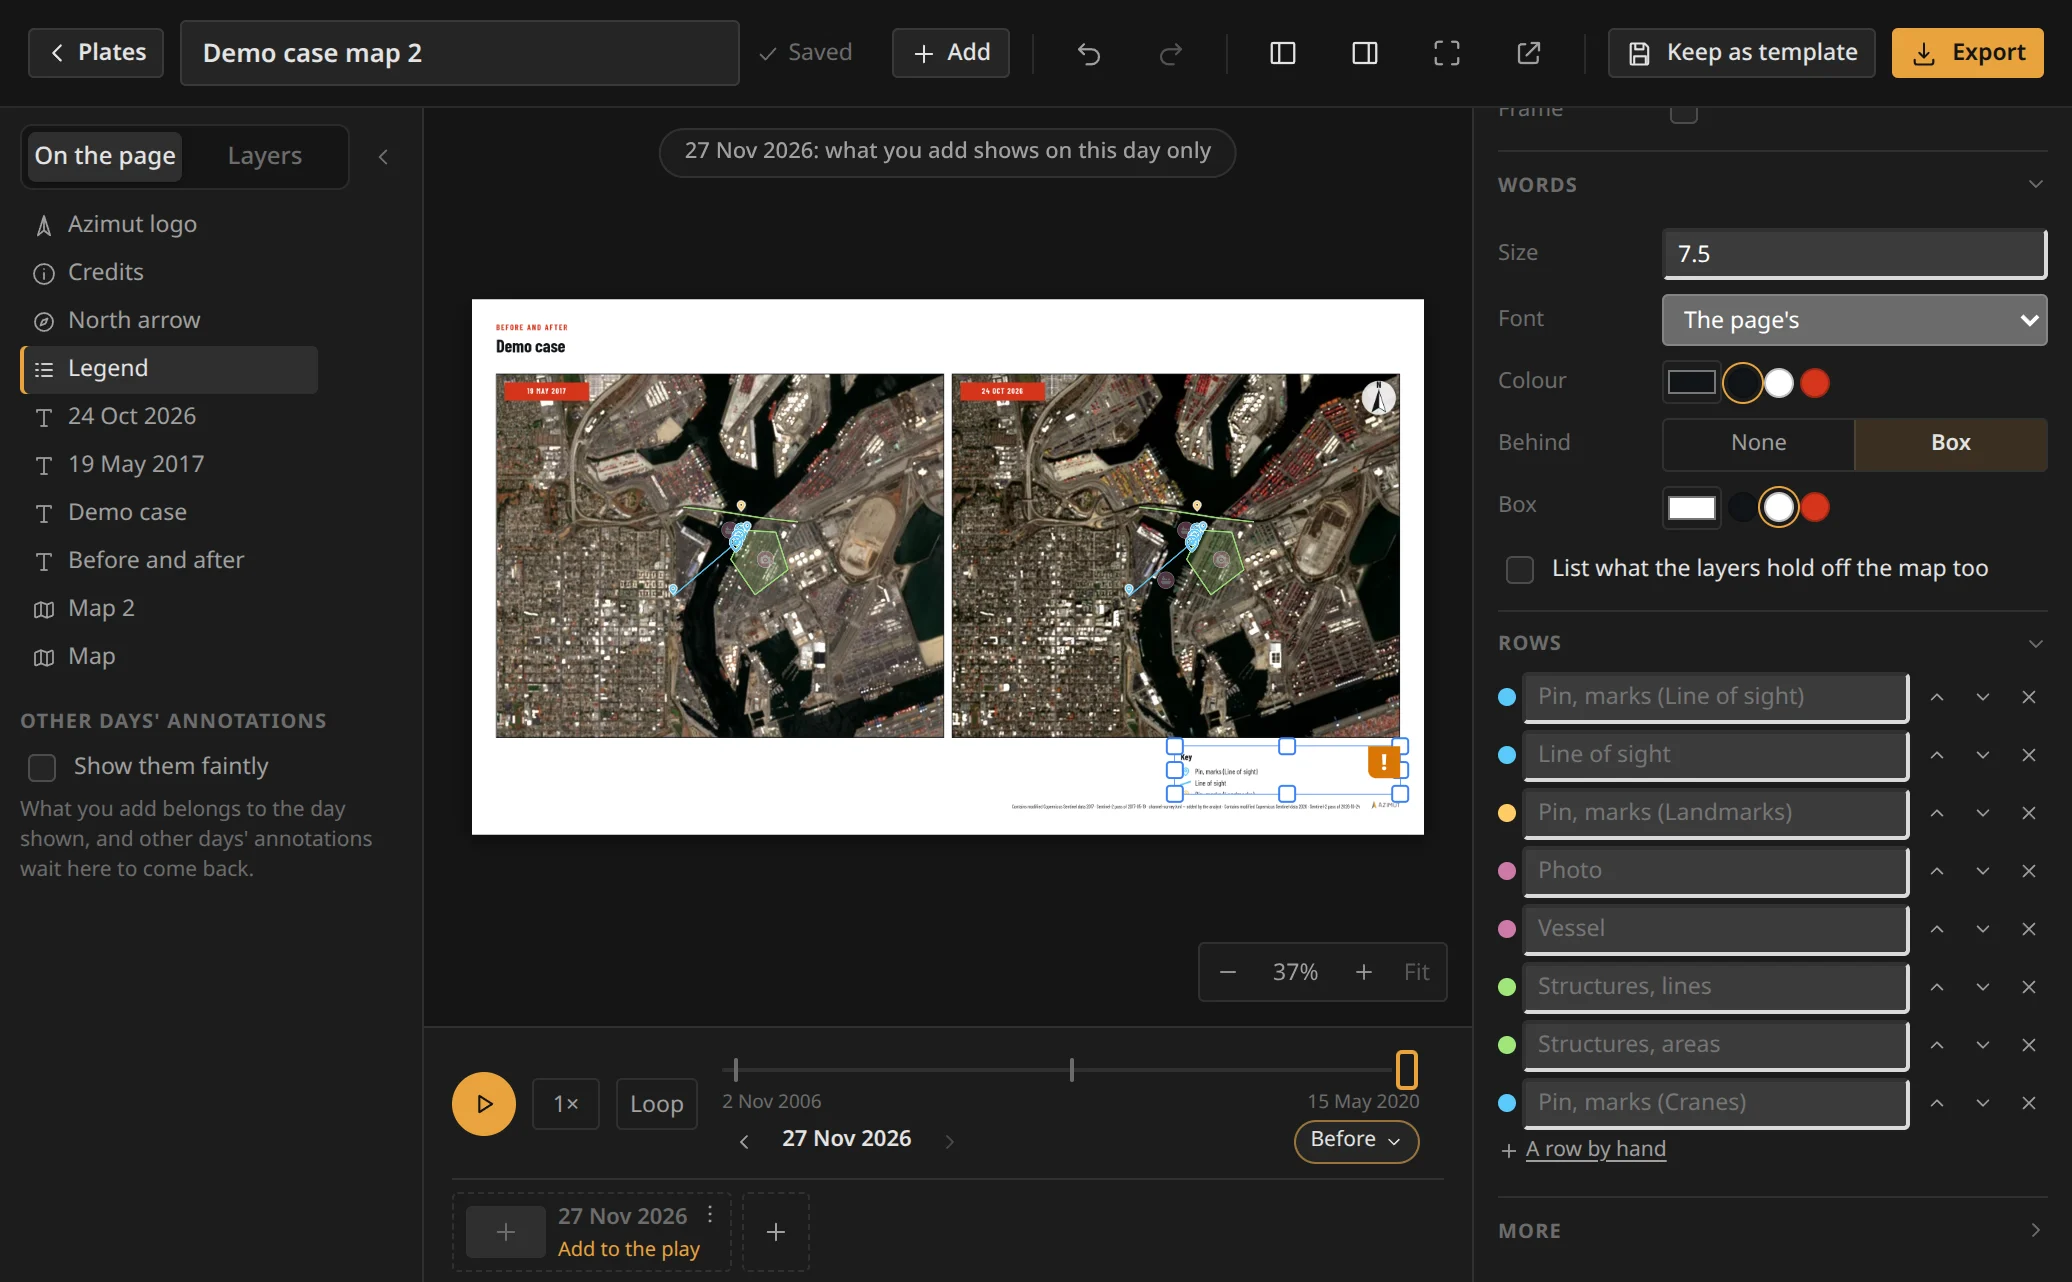 Plates
Demo case map 2
Saved
Add
Keep as template
Export
On the page
Layers
Azimut logo
Credits
North arrow
Legend
24 Oct 2026
19 May 2017
Demo case
Before and after
Map 2
Map
OTHER DAYS' ANNOTATIONS
Show them faintly
What you add belongs to the day
shown, and other days' annotations
wait here to come back.
27 Nov 2026: what you add shows on this day only
BEFORE AND AFTER
Demo case
19 MAY 2017
24 OCT 2026
N
Key
Pin, marks (Line of sight)
Line of sight
AZIMUT
37%
Fit
1×
Loop
2 Nov 2006
15 May 2020
27 Nov 2026
Before
27 Nov 2026
Add to the play
Frame
WORDS
Size
7.5
Font
The page's
Colour
Behind
None
Box
Box
List what the layers hold off the map too
ROWS
Pin, marks (Line of sight)
Line of sight
Pin, marks (Landmarks)
Photo
Vessel
Structures, lines
Structures, areas
Pin, marks (Cranes)
A row by hand
MORE